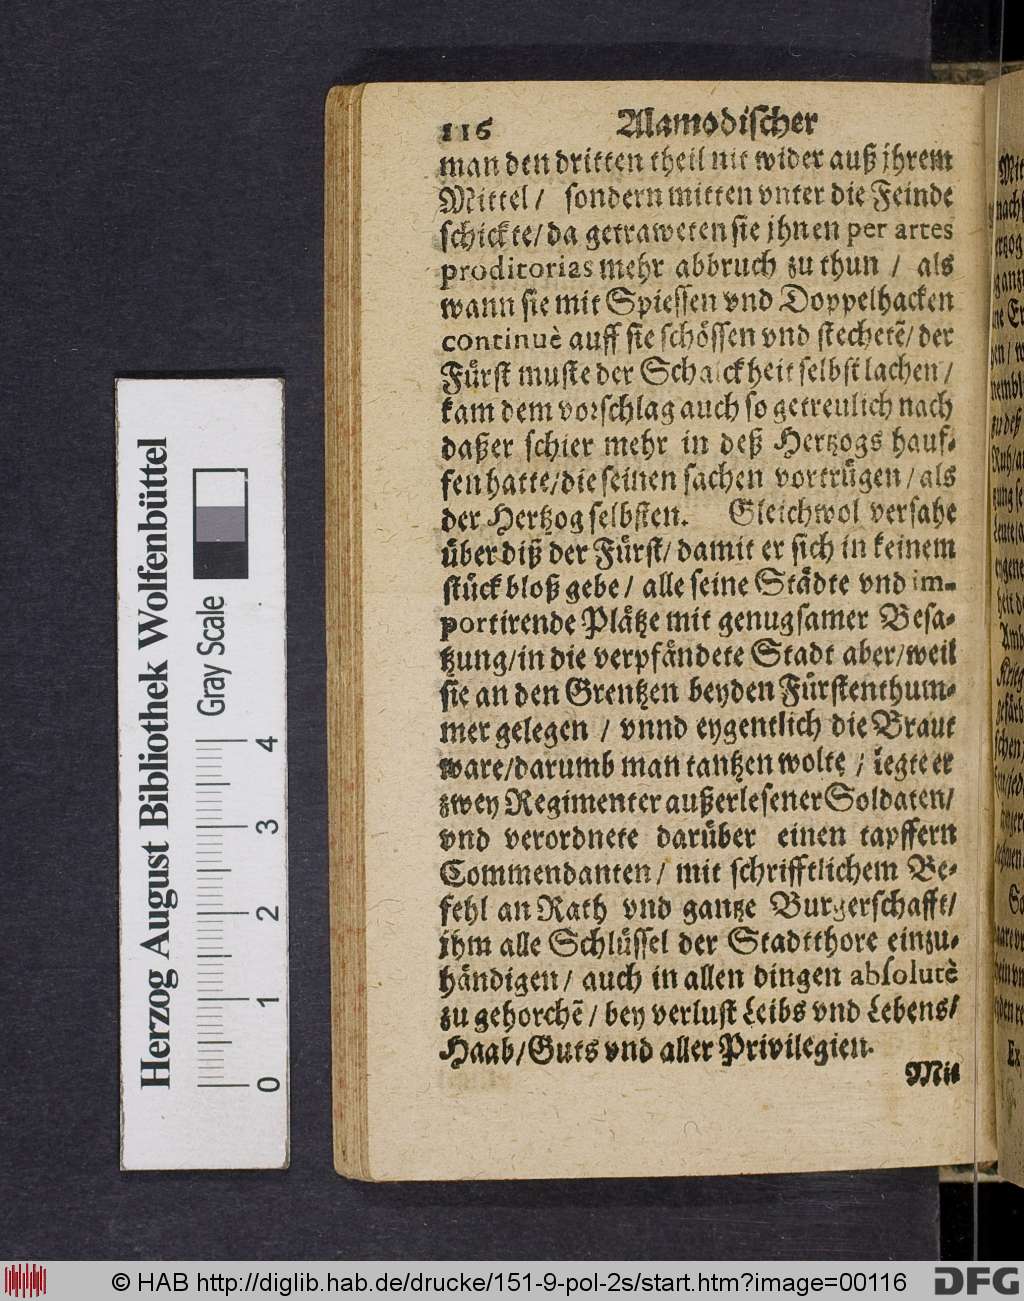 116 Alamodischer
man den dritten theil nit wider auß jhrem
Mittel / sondern mitten vnter die Feinde
schickte/ da getraweten sie jhnen per artes
proditorias mehr abbruch zu thun / als
wann sie mit Spiessen vnd Doppelhacken
continuè auff sie schössen vnd stechetẽ/ der
Fürst muste der Schalckheit selbst lachen /
kam dem vorschlag auch so getreulich nach
daßer schier mehr in deß Hertzogs hauf-
fen hatte/die seinen sachen vortrügen / als
der Hertzog selbsten. Gleichwol versahe
über diß der Fürst/ damit er sich in keinem
stück bloß gebe / alle seine Städte vnd im-
portirende Plätze mit genugsamer Besa-
tzung/in die verpfändete Stadt aber/weil
sie an den Grentzen beyden Fürstenthum-
mer gelegen / vnnd eygentlich die Braut
ware/darumb man tantzen wolte / legte er
zwey Regimenter außerlesener Soldaten/
vnd verordnete darüber einen tapffern
Commendanten / mit schrifftlichem Be-
fehl an Rath vnd gantze Burgerschafft/
jhm alle Schlüssel der Stadtthore einzu-
händigen / auch in allen dingen absolutè
zu gehorchẽ / bey verlust Leibs vnd Lebens/
Haab/Guts vnd aller Privilegien.
Mit
Herzog August Bibliothek Wolfenbüttel
Gray Scale
0 1 2 3 4
© HAB http://diglib.hab.de/drucke/151-9-pol-2s/start.htm?image=00116
DFG